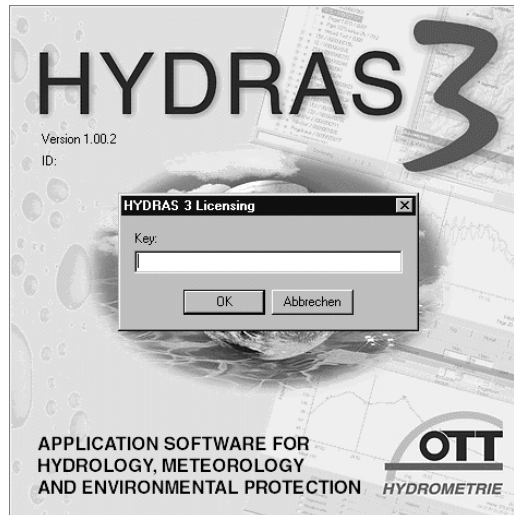 HYDRAS 3
Version 1.00.2
ID:
HYDRAS 3 Licensing
Key:
OK Abbrechen
APPLICATION SOFTWARE FOR
HYDROLOGY, METEOROLOGY
AND ENVIRONMENTAL PROTECTION
OTT
HYDROMETRIE